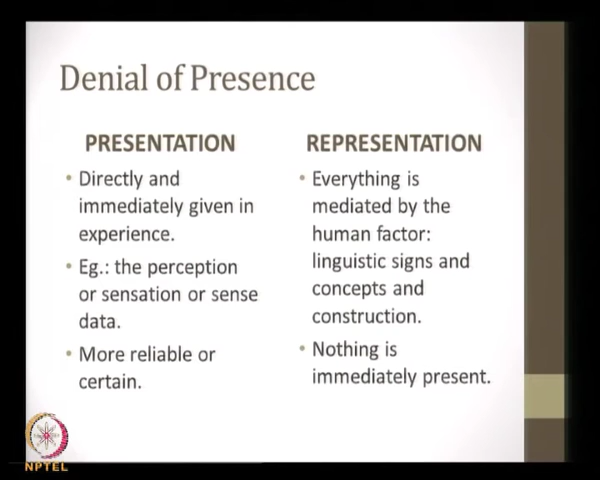 Denial of Presence
PRESENTATION
• Directly and
immediately given in
experience.
• Eg.: the perception
or sensation or sense
data.
• More reliable or
certain.
REPRESENTATION
• Everything is
mediated by the
human factor:
linguistic signs and
concepts and
construction.
• Nothing is
immediately present.
NPTEL